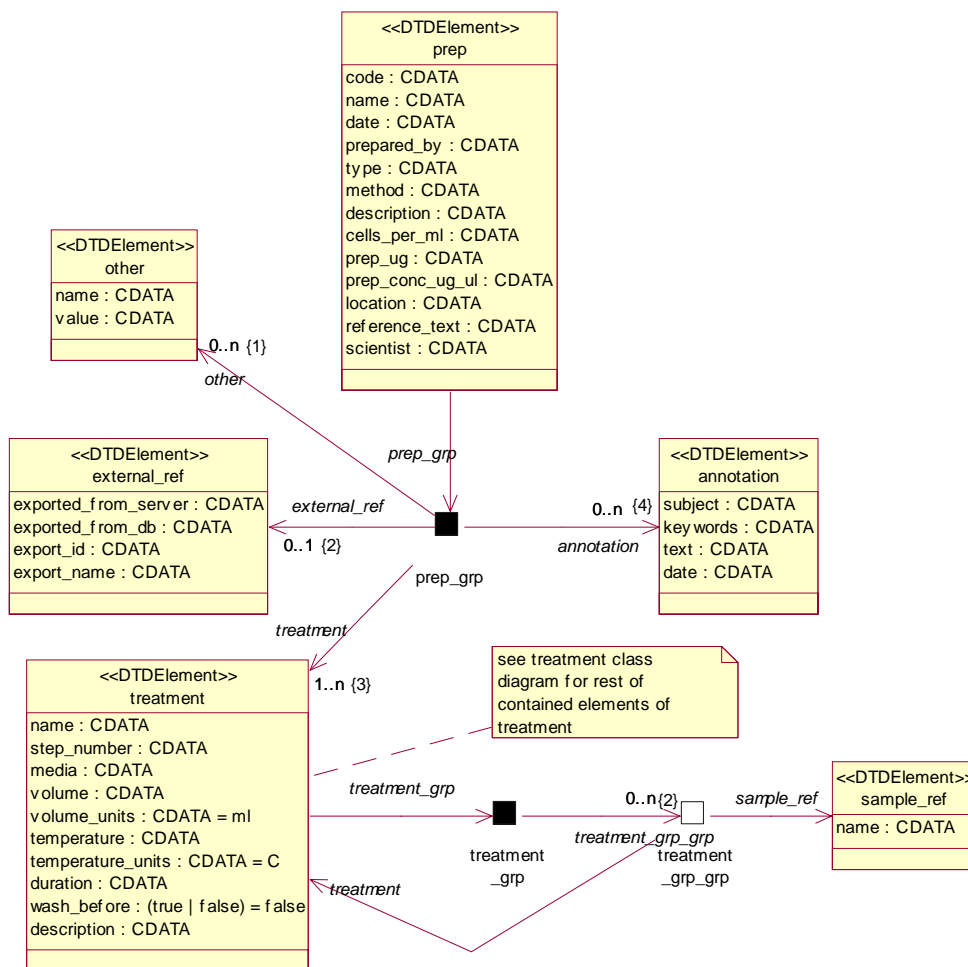 <<DTDElement>>
prep
code : CDATA
name : CDATA
date : CDATA
prepared_by : CDATA
type : CDATA
method : CDATA
description : CDATA
cells_per_ml : CDATA
prep_ug : CDATA
prep_conc_ug_ul : CDATA
location : CDATA
reference_text : CDATA
scientist : CDATA
<<DTDElement>>
other
name : CDATA
value : CDATA
0..n {1}
other
prep_grp
<<DTDElement>>
external_ref
exported_from_server : CDATA
exported_from_db : CDATA
export_id : CDATA
export_name : CDATA
external_ref
0..1 {2}
<<DTDElement>>
annotation
subject : CDATA
keywords : CDATA
text : CDATA
date : CDATA
0..n {4}
annotation
prep_grp
treatment
1..n {3}
<<DTDElement>>
treatment
name : CDATA
step_number : CDATA
media : CDATA
volume : CDATA
volume_units : CDATA = ml
temperature : CDATA
temperature_units : CDATA = C
duration : CDATA
wash_before : (true | false) = false
description : CDATA
see treatment class
diagram for rest of
contained elements of
treatment
treatment_grp
treatment
_grp
0..n{2}
treatment_grp_grp
treatment
_grp_grp
sample_ref
<<DTDElement>>
sample_ref
name : CDATA
treatment